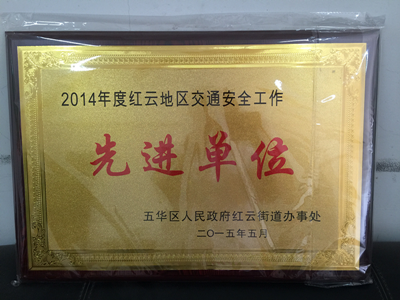 2014年度红云地区交通安全工作
先进单位
五华区人民政府红云街道办事处
二〇一五年五月